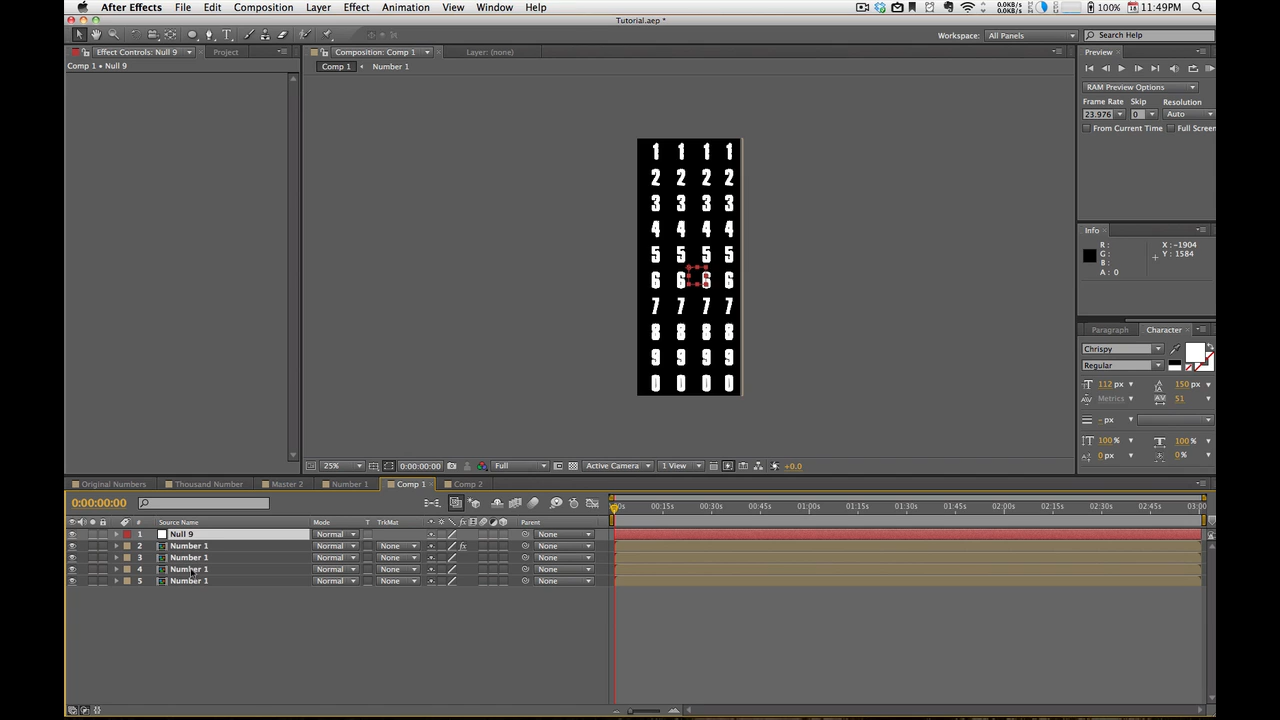 After Effects File Edit Composition Layer Effect Animation View Window Help 0.0KB/s 0.0KB/s 100% 11:49PM
Tutorial.aep *
Workspace: All Panels Search Help
Effect Controls: Null 9 Project Composition: Comp 1 Layer: (none) Preview
Comp 1 • Null 9 Comp 1 Number 1
RAM Preview Options
Frame Rate Skip Resolution
23.976 0 Auto
From Current Time Full Screen
1 1 1 1
2 2 2 2
3 3 3 3
4 4 4 4
5 5 5 5
6 6 6 6
7 7 7 7
8 8 8 8
9 9 9 9
0 0 0 0
Info
R: X: -1904
G: Y: 1584
B:
A: 0
Paragraph Character
Chrispy
Regular
112 px 150 px
Metrics 51
- px
100% 100%
0 px 0 %
25% 0:00:00:00 Full Active Camera 1 View +0.0
Original Numbers Thousand Number Master 2 Number 1 Comp 1 Comp 2
0:00:00:00
00s 00:15s 00:30s 00:45s 01:00s 01:15s 01:30s 01:45s 02:00s 02:15s 02:30s 02:45s 03:00
# Source Name Mode T TrkMat Parent
1 Null 9 Normal None
2 Number 1 Normal None None
3 Number 1 Normal None None
4 Number 1 Normal None None
5 Number 1 Normal None None